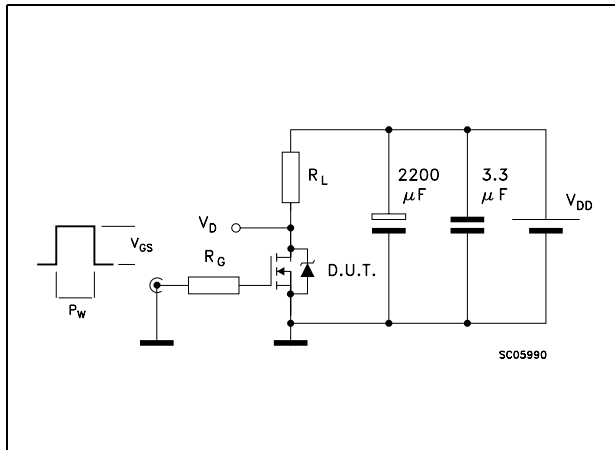 R_L
2200
μF
3.3
μF
V_DD
V_D
V_GS
R_G
D.U.T.
P_W
SC05990